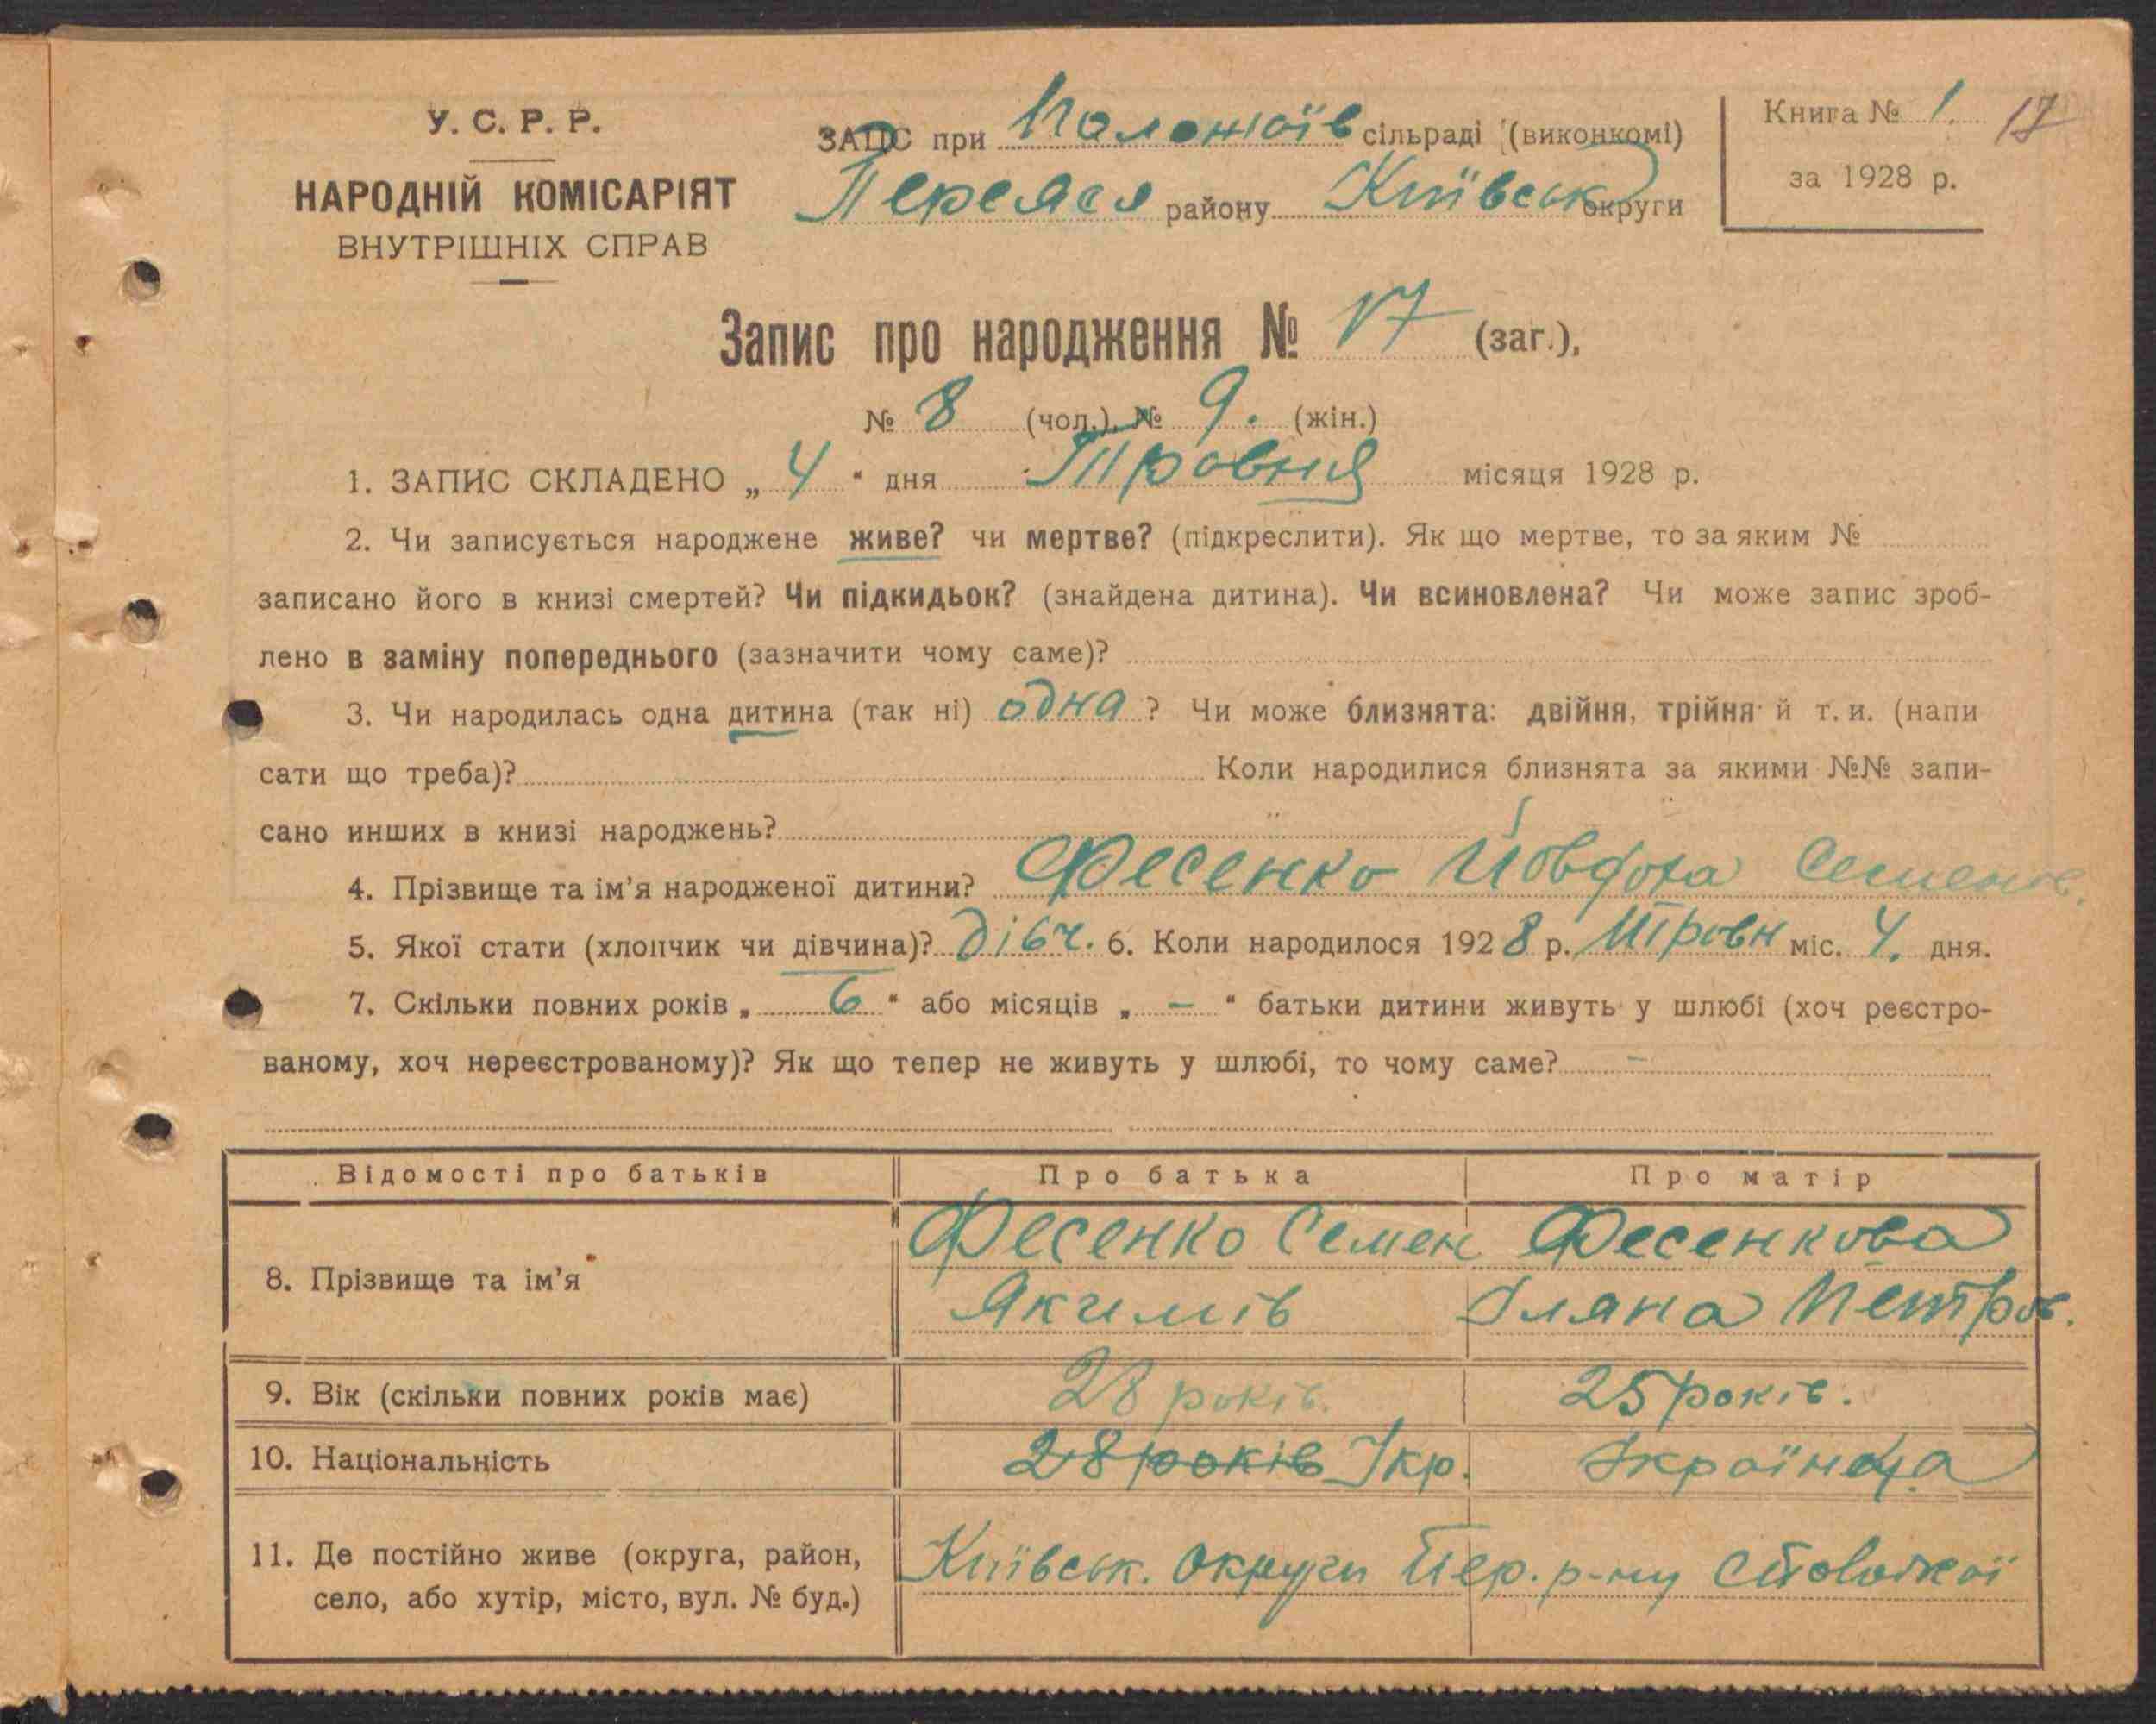 У. С. Р. Р.
НАРОДНІЙ КОМІСАРІЯТ
ВНУТРІШНІХ СПРАВ
ЗАПС при Положаїв сільраді (виконкомі)
Переясл району Київськ округи
Книга № 1. 17
за 1928 р.
Запис про народження № 17 (заг.),
№ 8 (чол.), № 9. (жін.)
1. ЗАПИС СКЛАДЕНО „ 4 “ дня Тровня місяця 1928 р.
2. Чи записується народжене живе? чи мертве? (підкреслити). Як що мертве, то за яким №
записано його в книзі смертей? Чи підкидьок? (знайдена дитина). Чи всиновлена? Чи може запис зроб-
лено в заміну попереднього (зазначити чому саме)?
3. Чи народилась одна дитина (так ні) одна ? Чи може близнята: двійня, трійня й т. и. (напи
сати що треба)? Коли народилися близнята за якими №№ запи-
сано инших в книзі народжень?
4. Прізвище та ім’я народженої дитини? Фесенко Йовдоха Семенов.
5. Якої стати (хлопчик чи дівчина)? дівч. 6. Коли народилося 1928 р. Тровн міс. 4. дня.
7. Скільки повних років „ 6 “ або місяців „ — “ батьки дитини живуть у шлюбі (хоч реєстро-
ваному, хоч нереєстрованому)? Як що тепер не живуть у шлюбі, то чому саме? —
Відомості про батьків Про батька Про матір
8. Прізвище та ім’я Фесенко Семен Фесенкова
Якимів Уляна Петров.
9. Вік (скільки повних років має) 28 років. 25 років.
10. Національність 28 років Укр. Українка
11. Де постійно живе (округа, район, Київськ. округи Пер. р-ну
село, або хутір, місто, вул. № буд.)